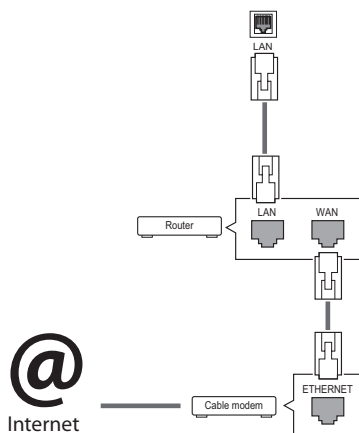 LAN
LAN
WAN
Router
ETHERNET
@
Cable modem
Internet